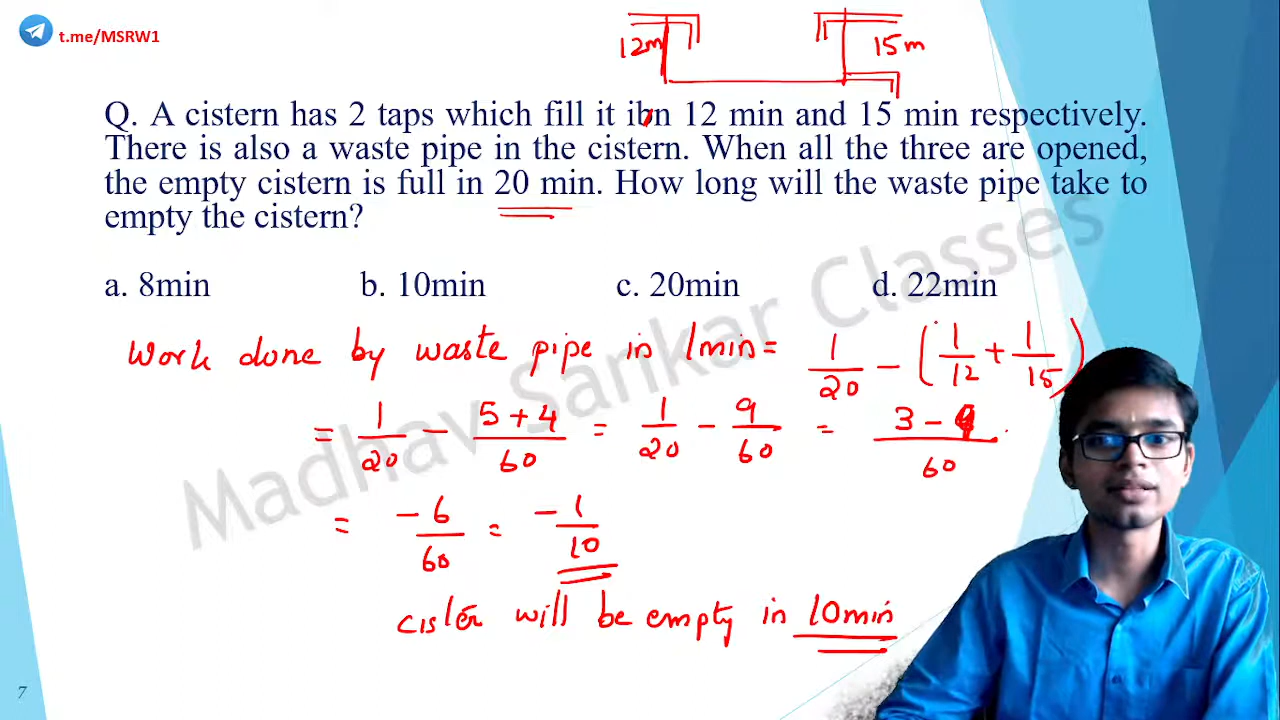 t.me/MSRW1
12m 15m
Q. A cistern has 2 taps which fill it ibn 12 min and 15 min respectively.
There is also a waste pipe in the cistern. When all the three are opened,
the empty cistern is full in 20 min. How long will the waste pipe take to
empty the cistern?
a. 8min b. 10min c. 20min d. 22min
Work done by waste pipe in 1min = 1/20 - (1/12 + 1/15)
= 1/20 - 5+4/60 = 1/20 - 9/60 = 3-9/60
= -6/60 = -1/10
cister will be empty in 10min
Madhav Sarikar Classes
7